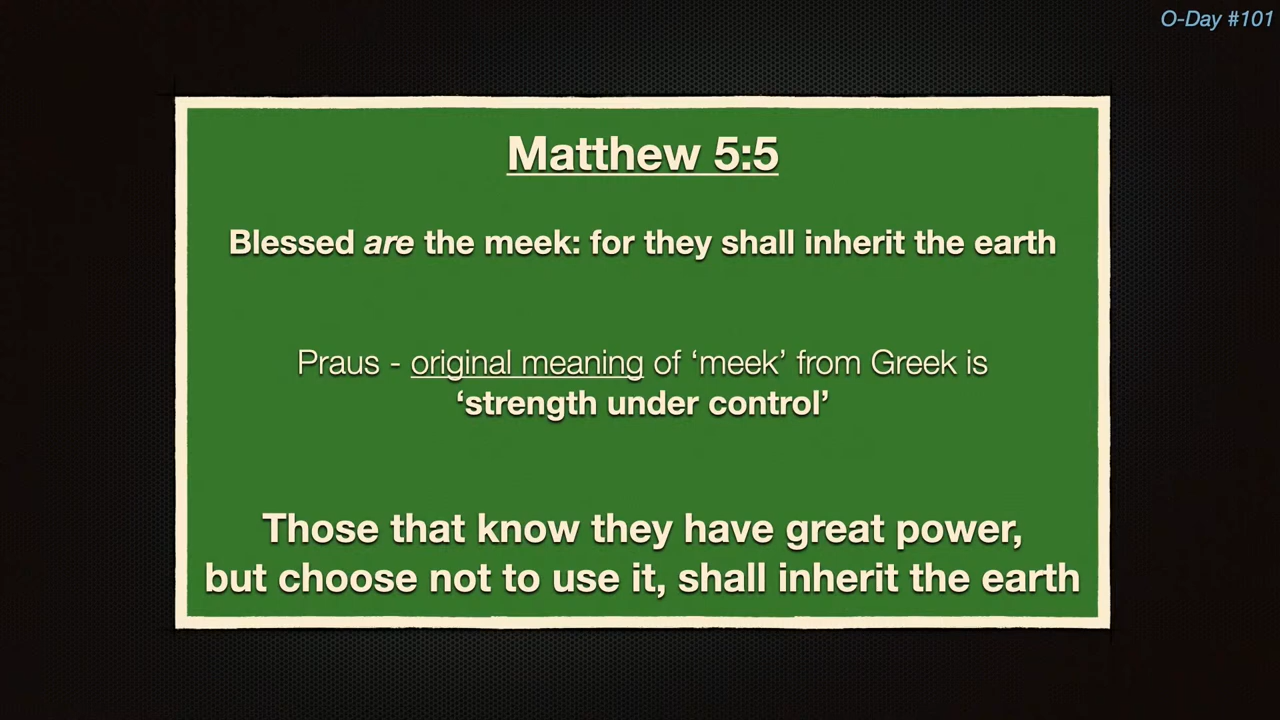 O-Day #101
Matthew 5:5
Blessed are the meek: for they shall inherit the earth
Praus - original meaning of ‘meek’ from Greek is
‘strength under control’
Those that know they have great power,
but choose not to use it, shall inherit the earth